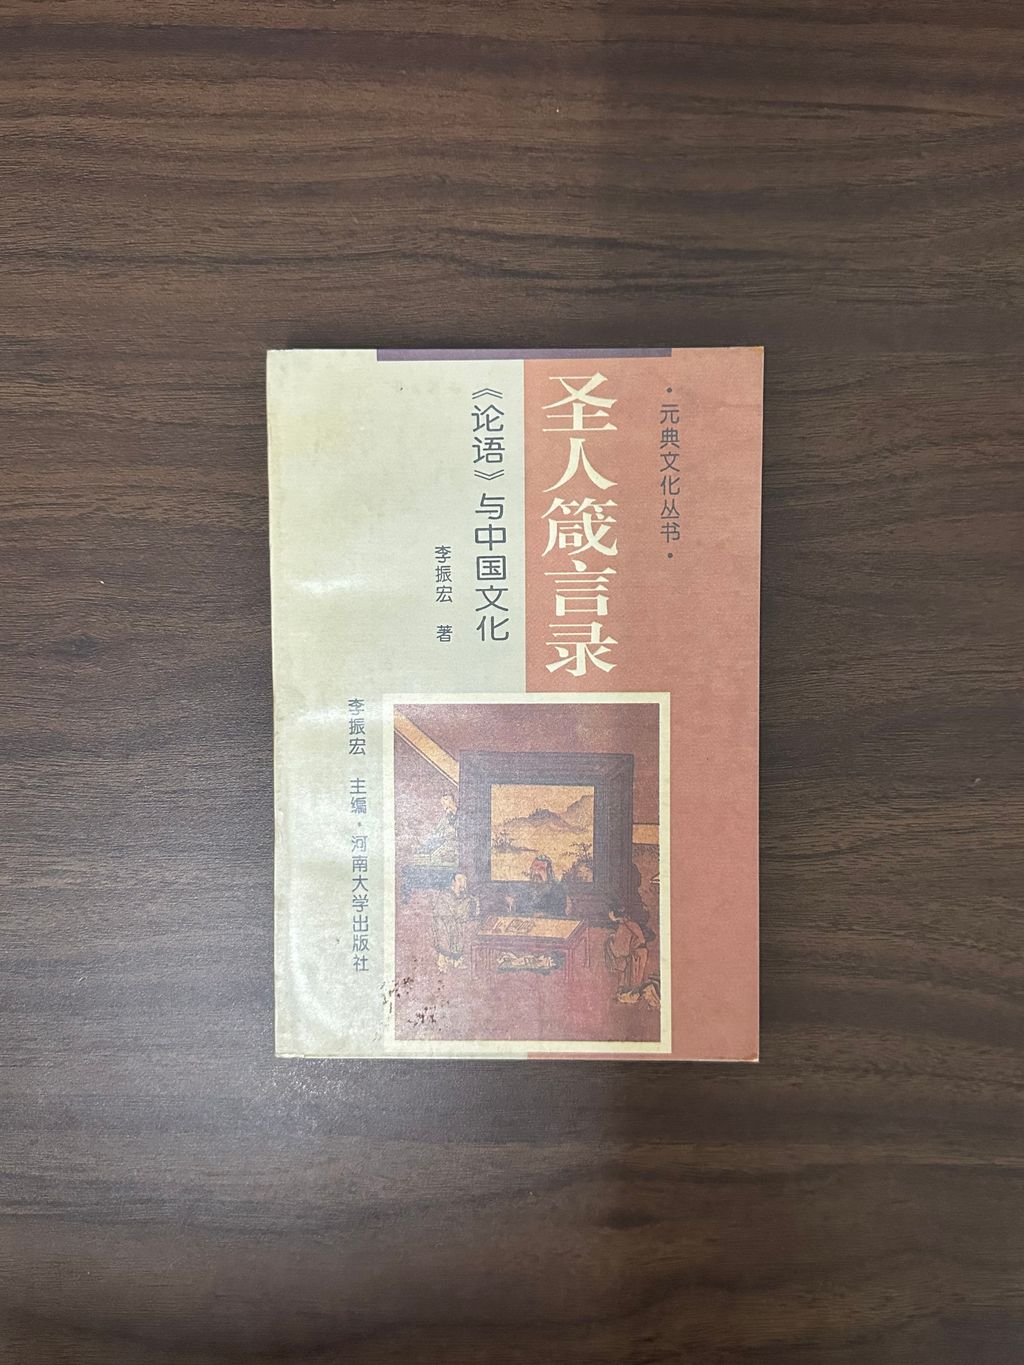 ·元典文化丛书·
圣人箴言录
《论语》与中国文化
李振宏 著
李振宏 主编·河南大学出版社